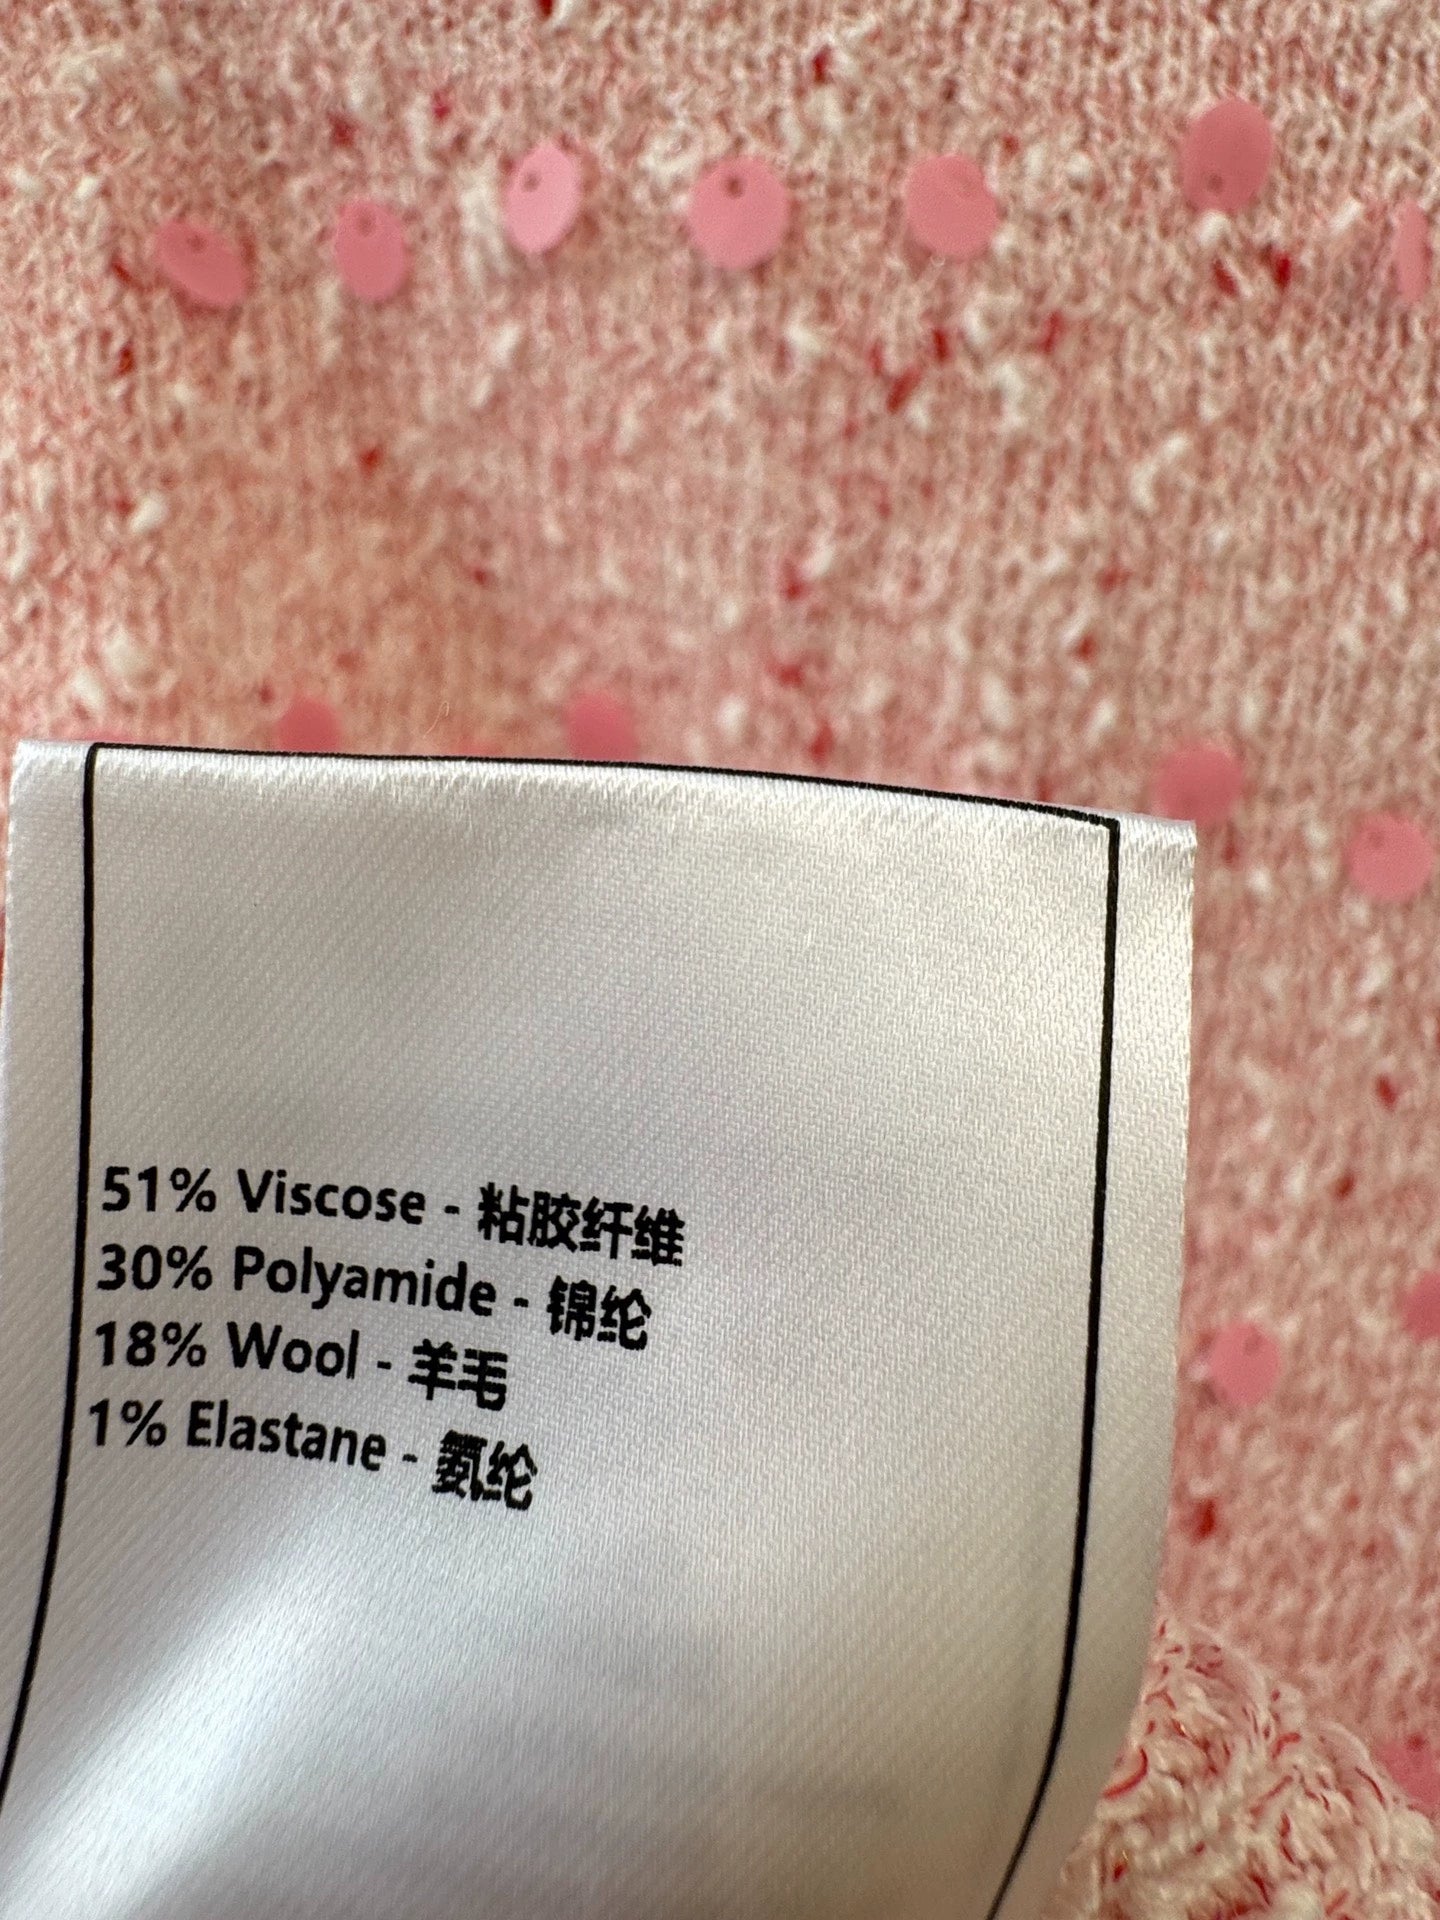 51% Viscose - 粘胶纤维
30% Polyamide - 锦纶
18% Wool - 羊毛
1% Elastane - 氨纶